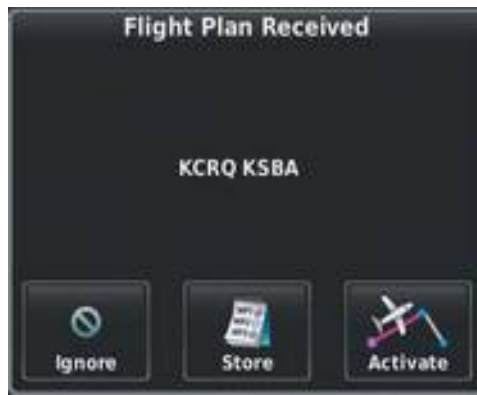 Flight Plan Received
KCRQ KSBA
Ignore
Store
Activate